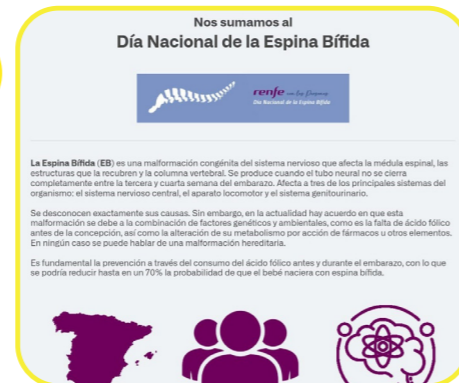 Nos sumamos al
Día Nacional de la Espina Bífida
renfe con las Personas
Día Nacional de la Espina Bífida
La Espina Bífida (EB) es una malformación congénita del sistema nervioso que afecta la médula espinal, las
estructuras que la recubren y la columna vertebral. Se produce cuando el tubo neural no se cierra
completamente entre la tercera y cuarta semana del embarazo. Afecta a tres de los principales sistemas del
organismo: el sistema nervioso central, el aparato locomotor y el sistema genitourinario.
Se desconocen exactamente sus causas. Sin embargo, en la actualidad hay acuerdo en que esta
malformación se debe a la combinación de factores genéticos y ambientales, como es la falta de ácido fólico
antes de la concepción, así como la alteración de su metabolismo por acción de fármacos u otros elementos.
En ningún caso se puede hablar de una malformación hereditaria.
Es fundamental la prevención a través del consumo del ácido fólico antes y durante el embarazo, con lo que
se podría reducir hasta en un 70% la probabilidad de que el bebé naciera con espina bífida.